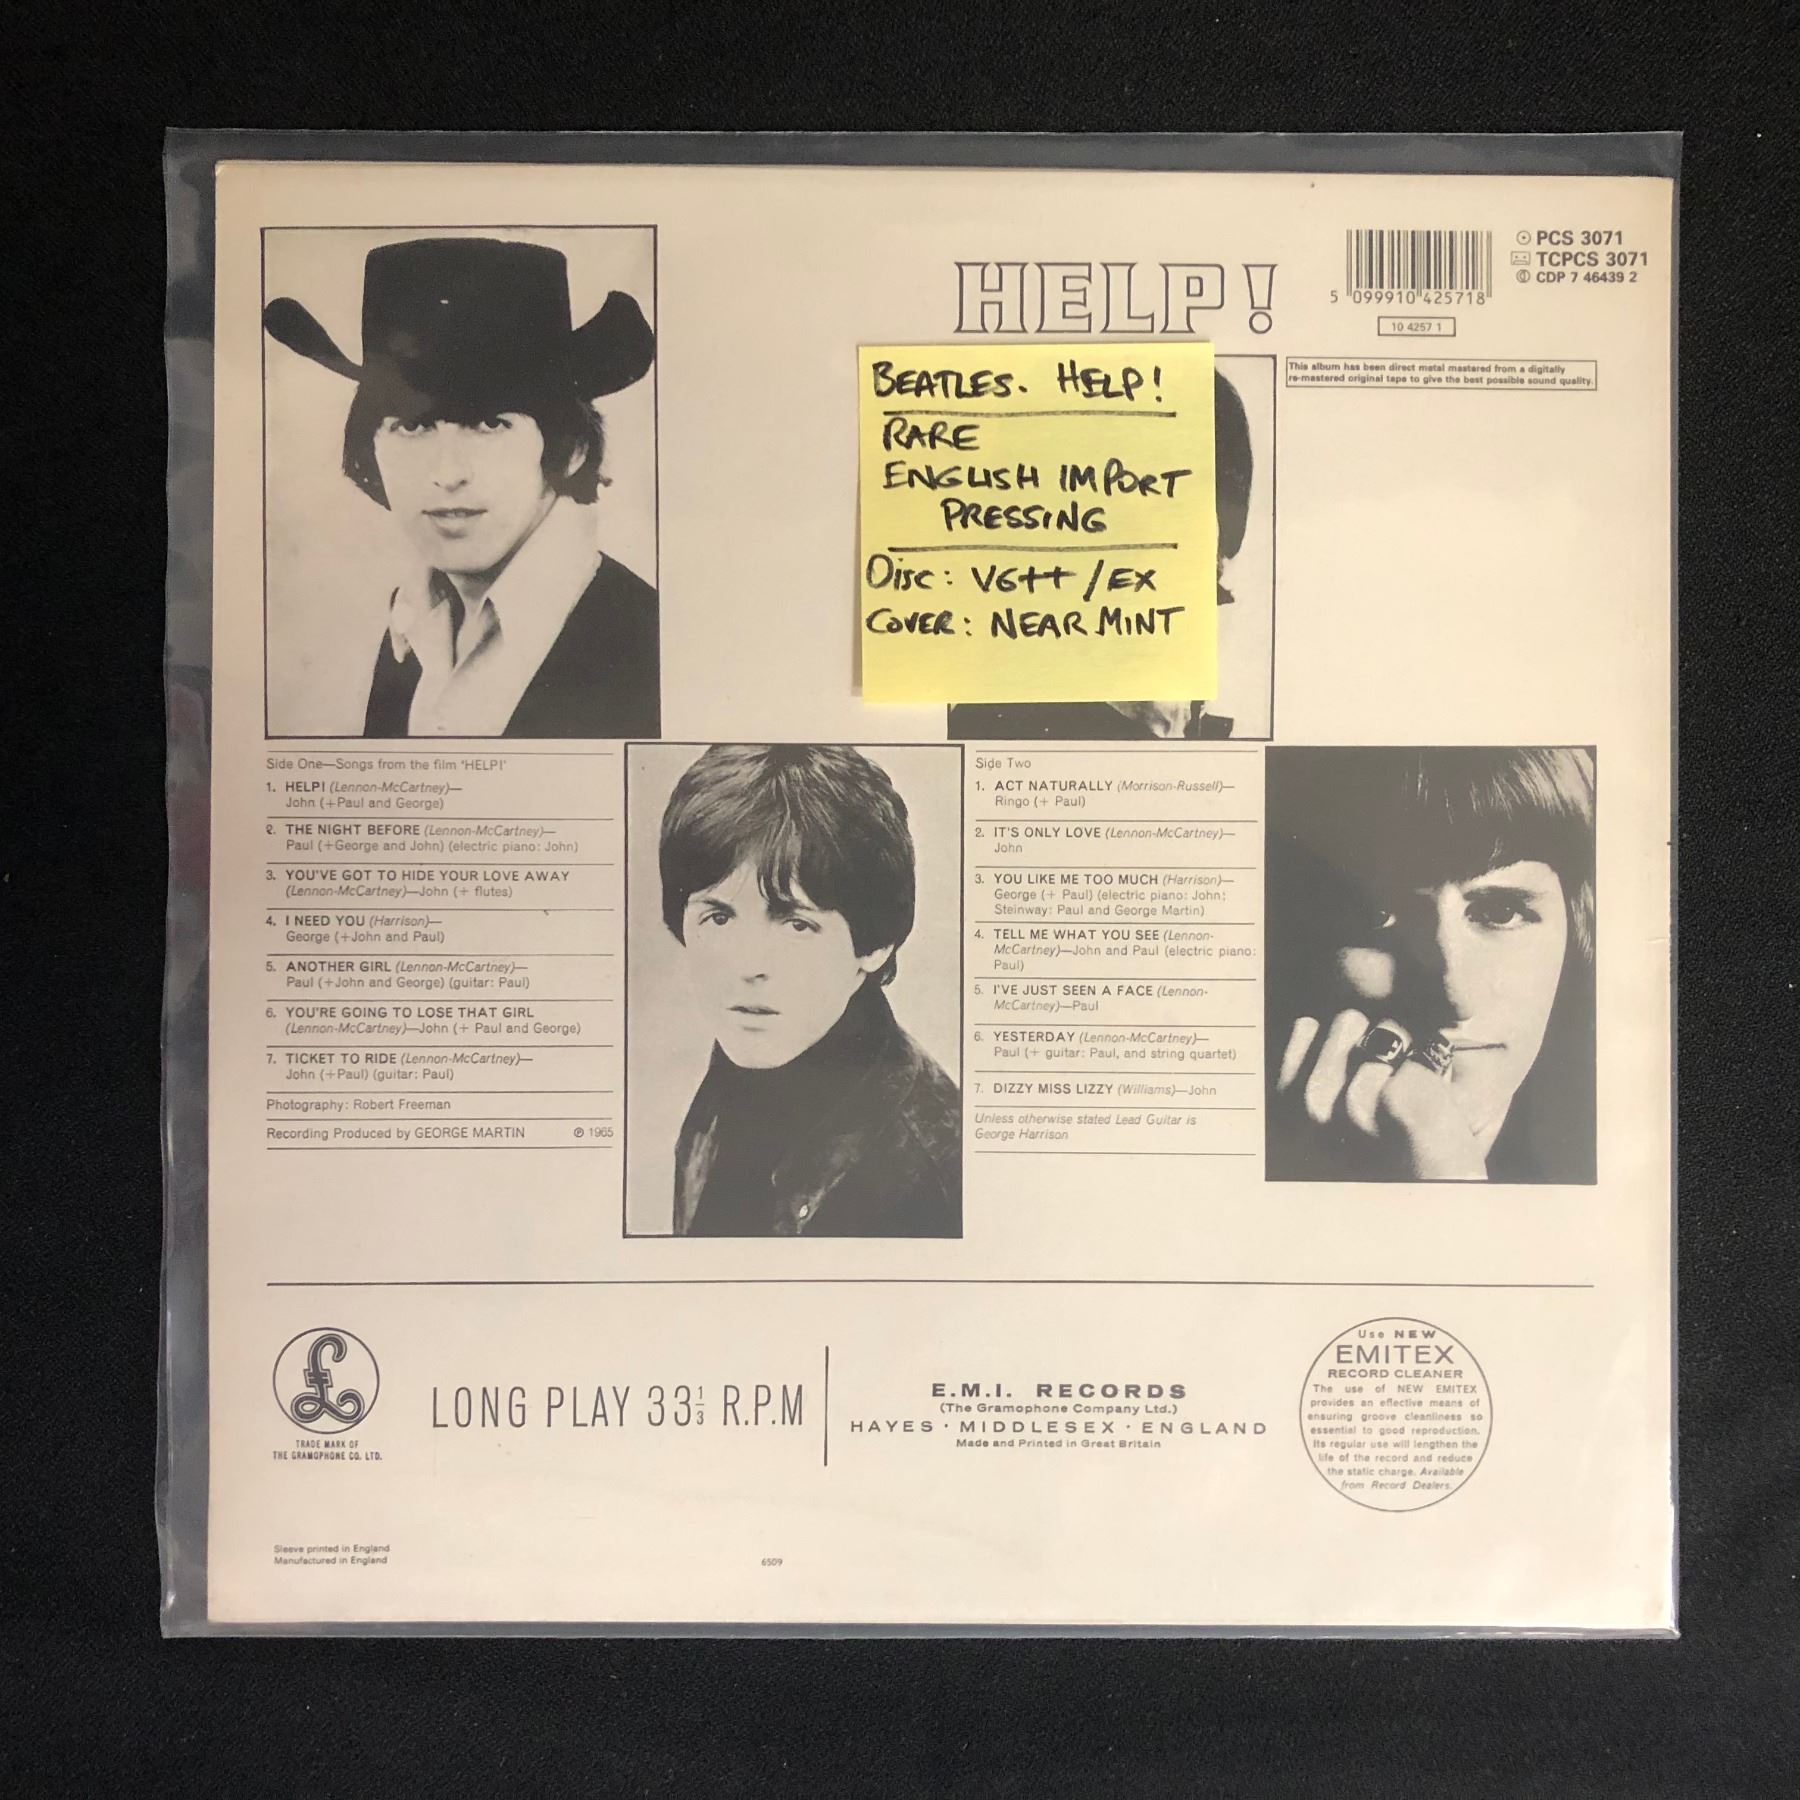 HELP!
5 099910 425718
10 4257 1
PCS 3071
TCPCS 3071
CDP 7 46439 2
This album has been direct metal mastered from a digitally
re-mastered original tape to give the best possible sound quality.
BEATLES. HELP!
RARE
ENGLISH IMPORT
PRESSING
Disc: VG++ / EX
COVER: NEAR MINT
Side One—Songs from the film 'HELP!'
1. HELP! (Lennon-McCartney)—
John (+Paul and George)
2. THE NIGHT BEFORE (Lennon-McCartney)—
Paul (+George and John) (electric piano: John)
3. YOU'VE GOT TO HIDE YOUR LOVE AWAY
(Lennon-McCartney)—John (+ flutes)
4. I NEED YOU (Harrison)—
George (+John and Paul)
5. ANOTHER GIRL (Lennon-McCartney)—
Paul (+John and George) (guitar: Paul)
6. YOU'RE GOING TO LOSE THAT GIRL
(Lennon-McCartney)—John (+ Paul and George)
7. TICKET TO RIDE (Lennon-McCartney)—
John (+Paul) (guitar: Paul)
Photography: Robert Freeman
Recording Produced by GEORGE MARTIN ℗ 1965
Side Two
1. ACT NATURALLY (Morrison-Russell)—
Ringo (+ Paul)
2. IT'S ONLY LOVE (Lennon-McCartney)—
John
3. YOU LIKE ME TOO MUCH (Harrison)—
George (+ Paul) (electric piano: John;
Steinway: Paul and George Martin)
4. TELL ME WHAT YOU SEE (Lennon-
McCartney)—John and Paul (electric piano:
Paul)
5. I'VE JUST SEEN A FACE (Lennon-
McCartney)—Paul
6. YESTERDAY (Lennon-McCartney)—
Paul (+ guitar: Paul, and string quartet)
7. DIZZY MISS LIZZY (Williams)—John
Unless otherwise stated Lead Guitar is
George Harrison
£
TRADE MARK OF
THE GRAMOPHONE CO. LTD.
LONG PLAY 33⅓ R.P.M
E.M.I. RECORDS
(The Gramophone Company Ltd.)
HAYES · MIDDLESEX · ENGLAND
Made and Printed in Great Britain
Use NEW
EMITEX
RECORD CLEANER
The use of NEW EMITEX
provides an effective means of
ensuring groove cleanliness so
essential to good reproduction.
Its regular use will lengthen the
life of the record and reduce
the static charge. Available
from Record Dealers.
Sleeve printed in England
Manufactured in England
6509